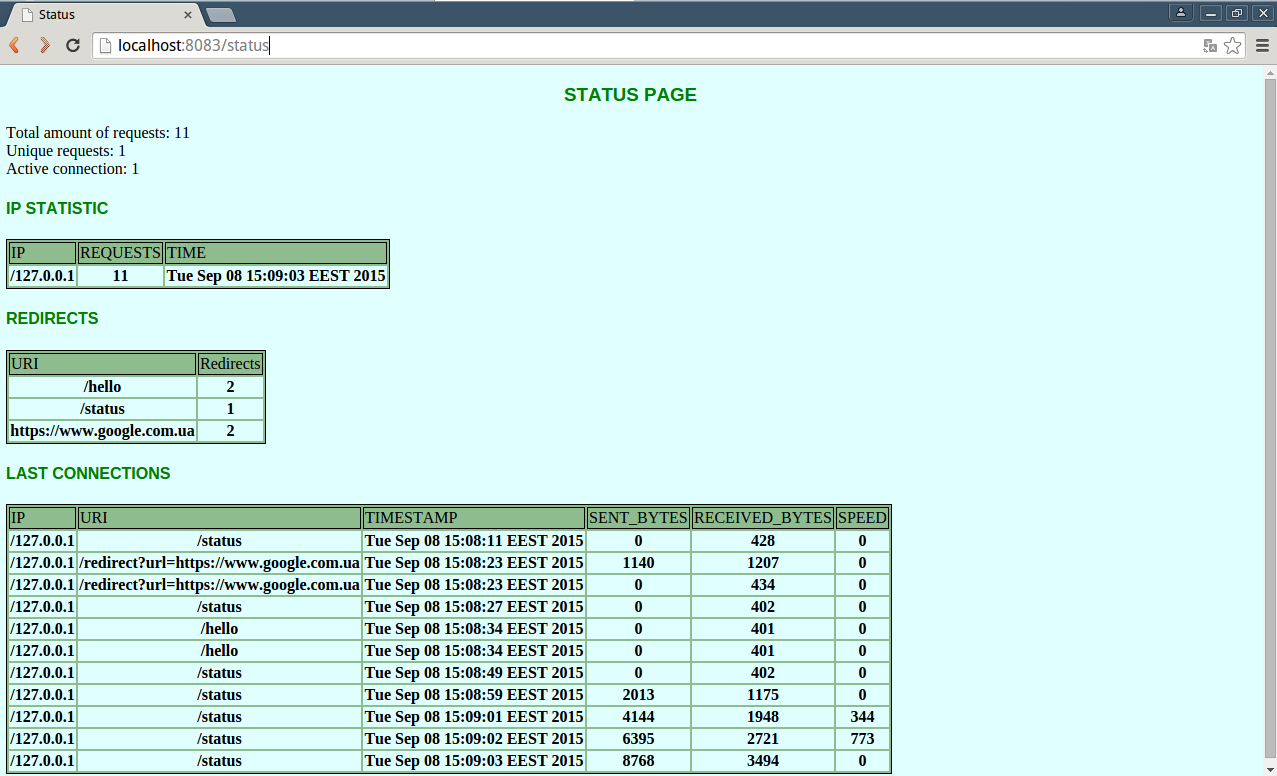 Status
localhost:8083/status
STATUS PAGE
Total amount of requests: 11
Unique requests: 1
Active connection: 1
IP STATISTIC
IP REQUESTS TIME
/127.0.0.1 11 Tue Sep 08 15:09:03 EEST 2015
REDIRECTS
URI Redirects
/hello 2
/status 1
https://www.google.com.ua 2
LAST CONNECTIONS
IP URI TIMESTAMP SENT_BYTES RECEIVED_BYTES SPEED
/127.0.0.1 /status Tue Sep 08 15:08:11 EEST 2015 0 428 0
/127.0.0.1 /redirect?url=https://www.google.com.ua Tue Sep 08 15:08:23 EEST 2015 1140 1207 0
/127.0.0.1 /redirect?url=https://www.google.com.ua Tue Sep 08 15:08:23 EEST 2015 0 434 0
/127.0.0.1 /status Tue Sep 08 15:08:27 EEST 2015 0 402 0
/127.0.0.1 /hello Tue Sep 08 15:08:34 EEST 2015 0 401 0
/127.0.0.1 /hello Tue Sep 08 15:08:34 EEST 2015 0 401 0
/127.0.0.1 /status Tue Sep 08 15:08:49 EEST 2015 0 402 0
/127.0.0.1 /status Tue Sep 08 15:08:59 EEST 2015 2013 1175 0
/127.0.0.1 /status Tue Sep 08 15:09:01 EEST 2015 4144 1948 344
/127.0.0.1 /status Tue Sep 08 15:09:02 EEST 2015 6395 2721 773
/127.0.0.1 /status Tue Sep 08 15:09:03 EEST 2015 8768 3494 0